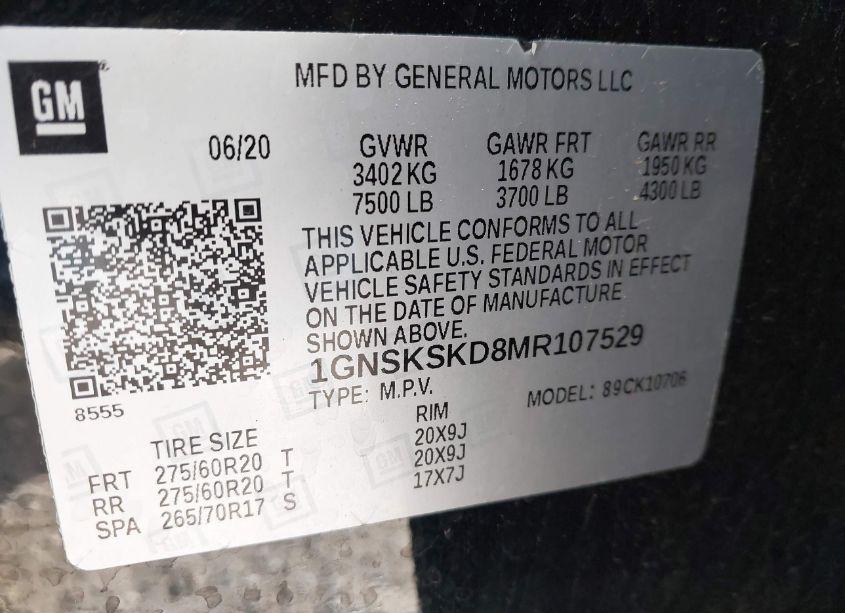 GM
MFD BY GENERAL MOTORS LLC
06/20 GVWR GAWR FRT GAWR RR
3402 KG 1678 KG 1950 KG
7500 LB 3700 LB 4300 LB
THIS VEHICLE CONFORMS TO ALL
APPLICABLE U.S. FEDERAL MOTOR
VEHICLE SAFETY STANDARDS IN EFFECT
ON THE DATE OF MANUFACTURE
SHOWN ABOVE.
1GNSKSKD8MR107529
TYPE: M.P.V. MODEL: 89CK10706
8555
TIRE SIZE RIM
FRT 275/60R20 T 20X9J
RR 275/60R20 T 20X9J
SPA 265/70R17 S 17X7J